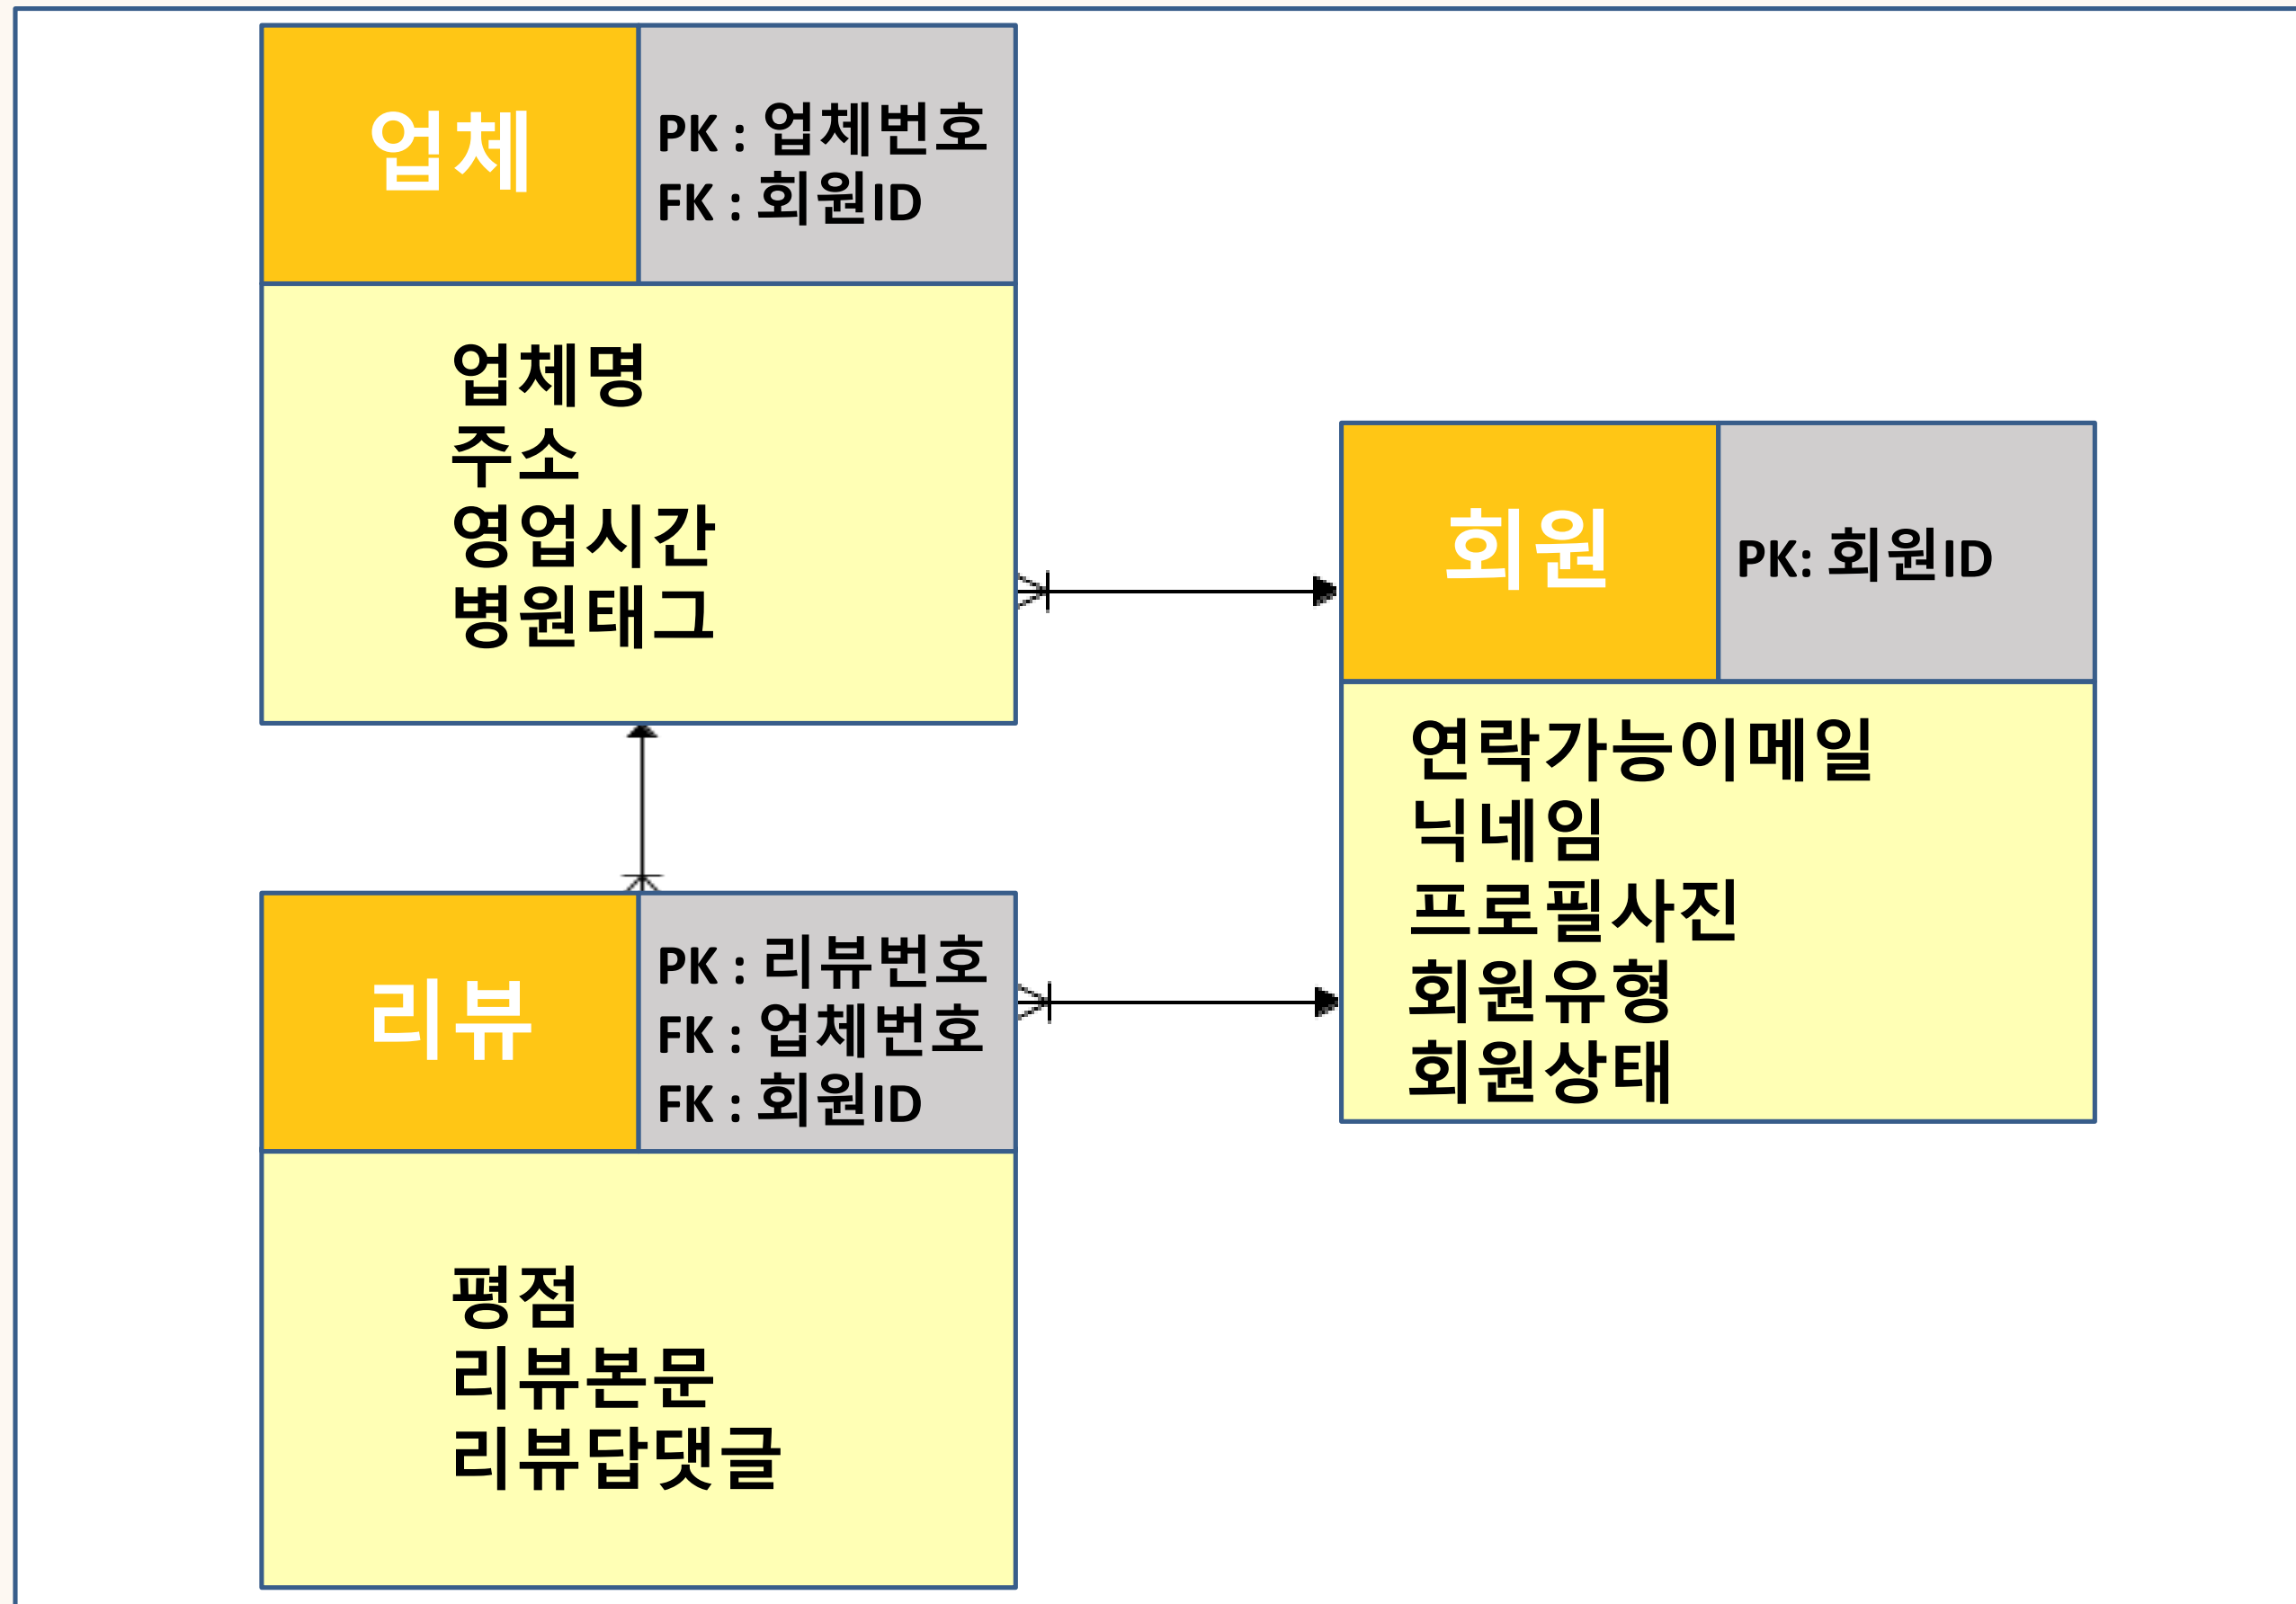 업체
PK : 업체번호
FK : 회원ID
업체명
주소
영업시간
병원태그
회원
PK: 회원ID
연락가능이메일
닉네임
프로필사진
회원유형
회원상태
리뷰
PK : 리뷰번호
FK : 업체번호
FK : 회원ID
평점
리뷰본문
리뷰답댓글